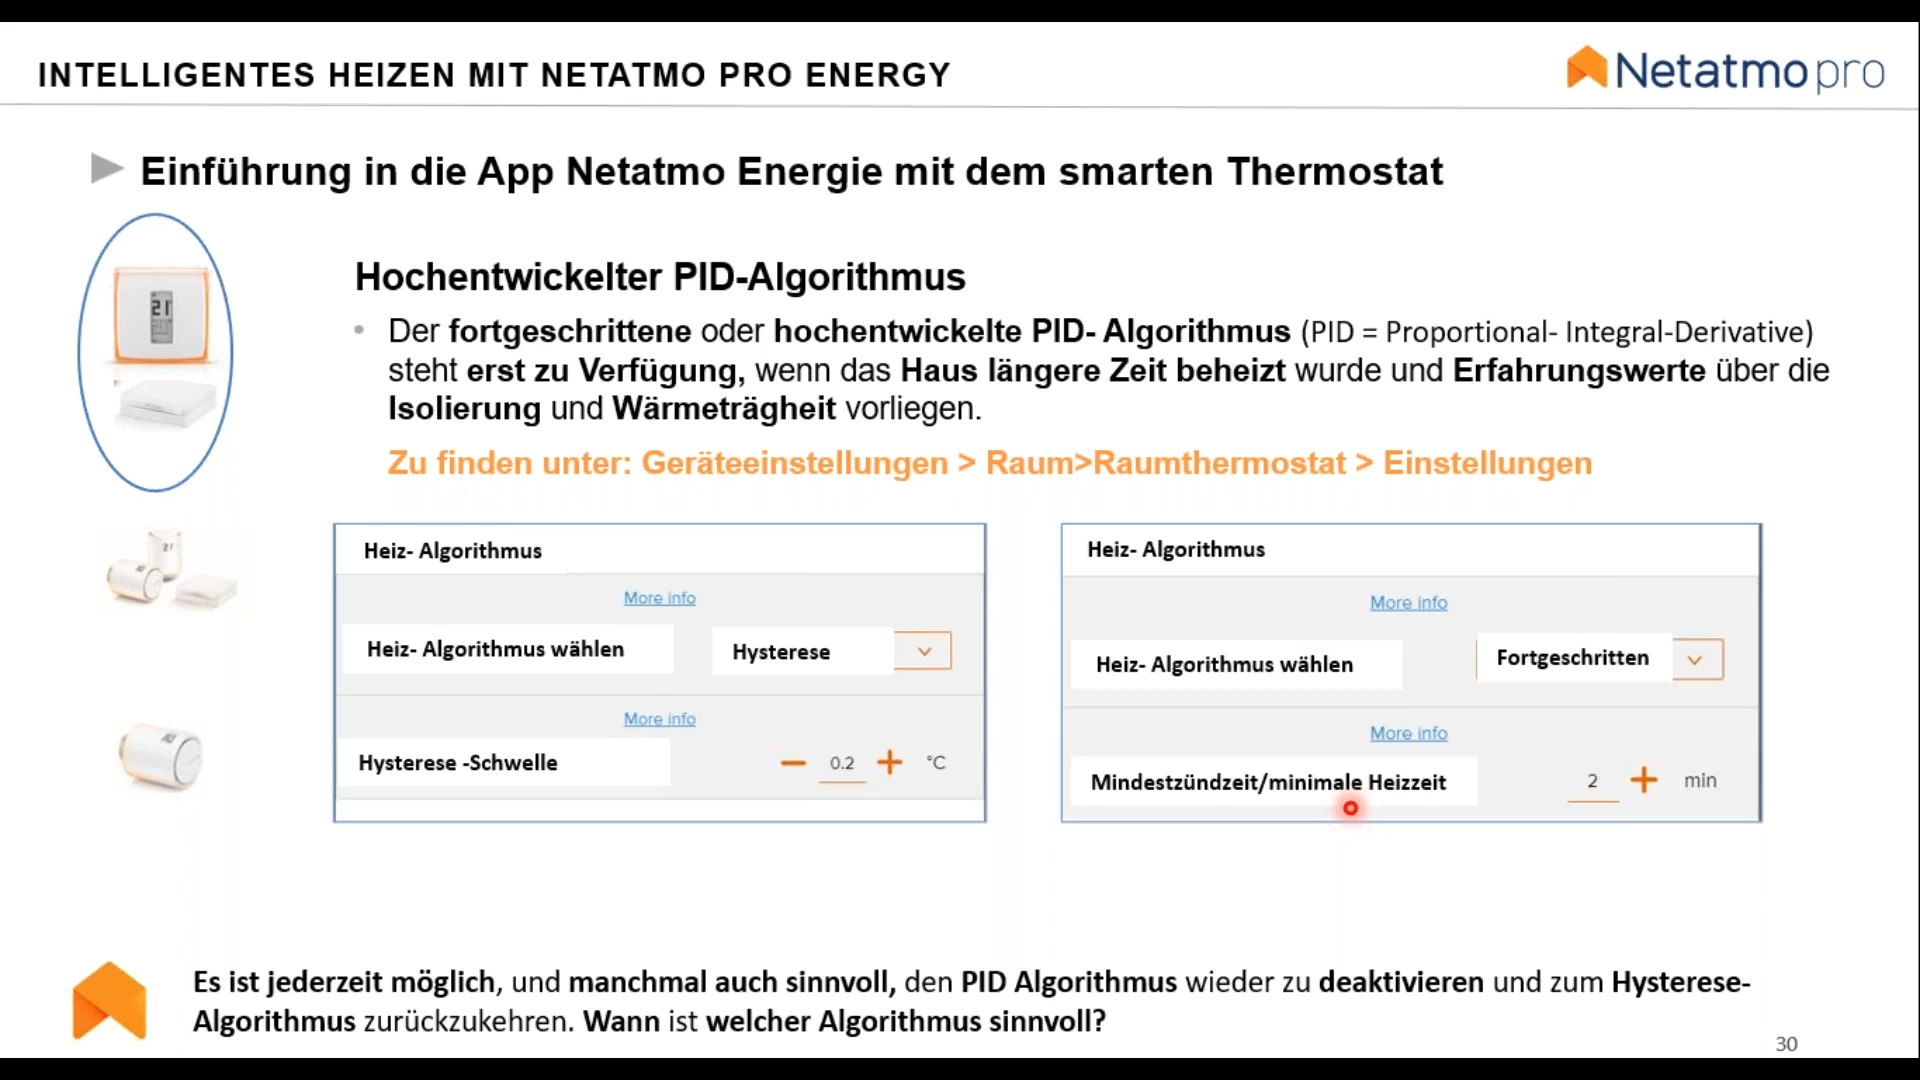 INTELLIGENTES HEIZEN MIT NETATMO PRO ENERGY
Netatmo pro
Einführung in die App Netatmo Energie mit dem smarten Thermostat
Hochentwickelter PID-Algorithmus
• Der fortgeschrittene oder hochentwickelte PID- Algorithmus (PID = Proportional- Integral-Derivative)
steht erst zu Verfügung, wenn das Haus längere Zeit beheizt wurde und Erfahrungswerte über die
Isolierung und Wärmeträgheit vorliegen.
Zu finden unter: Geräteeinstellungen > Raum>Raumthermostat > Einstellungen
21
Heiz- Algorithmus
More info
Heiz- Algorithmus wählen
Hysterese
More info
Hysterese -Schwelle
0.2 °C
Heiz- Algorithmus
More info
Heiz- Algorithmus wählen
Fortgeschritten
More info
Mindestzündzeit/minimale Heizzeit
2 + min
Es ist jederzeit möglich, und manchmal auch sinnvoll, den PID Algorithmus wieder zu deaktivieren und zum Hysterese-
Algorithmus zurückzukehren. Wann ist welcher Algorithmus sinnvoll?
30